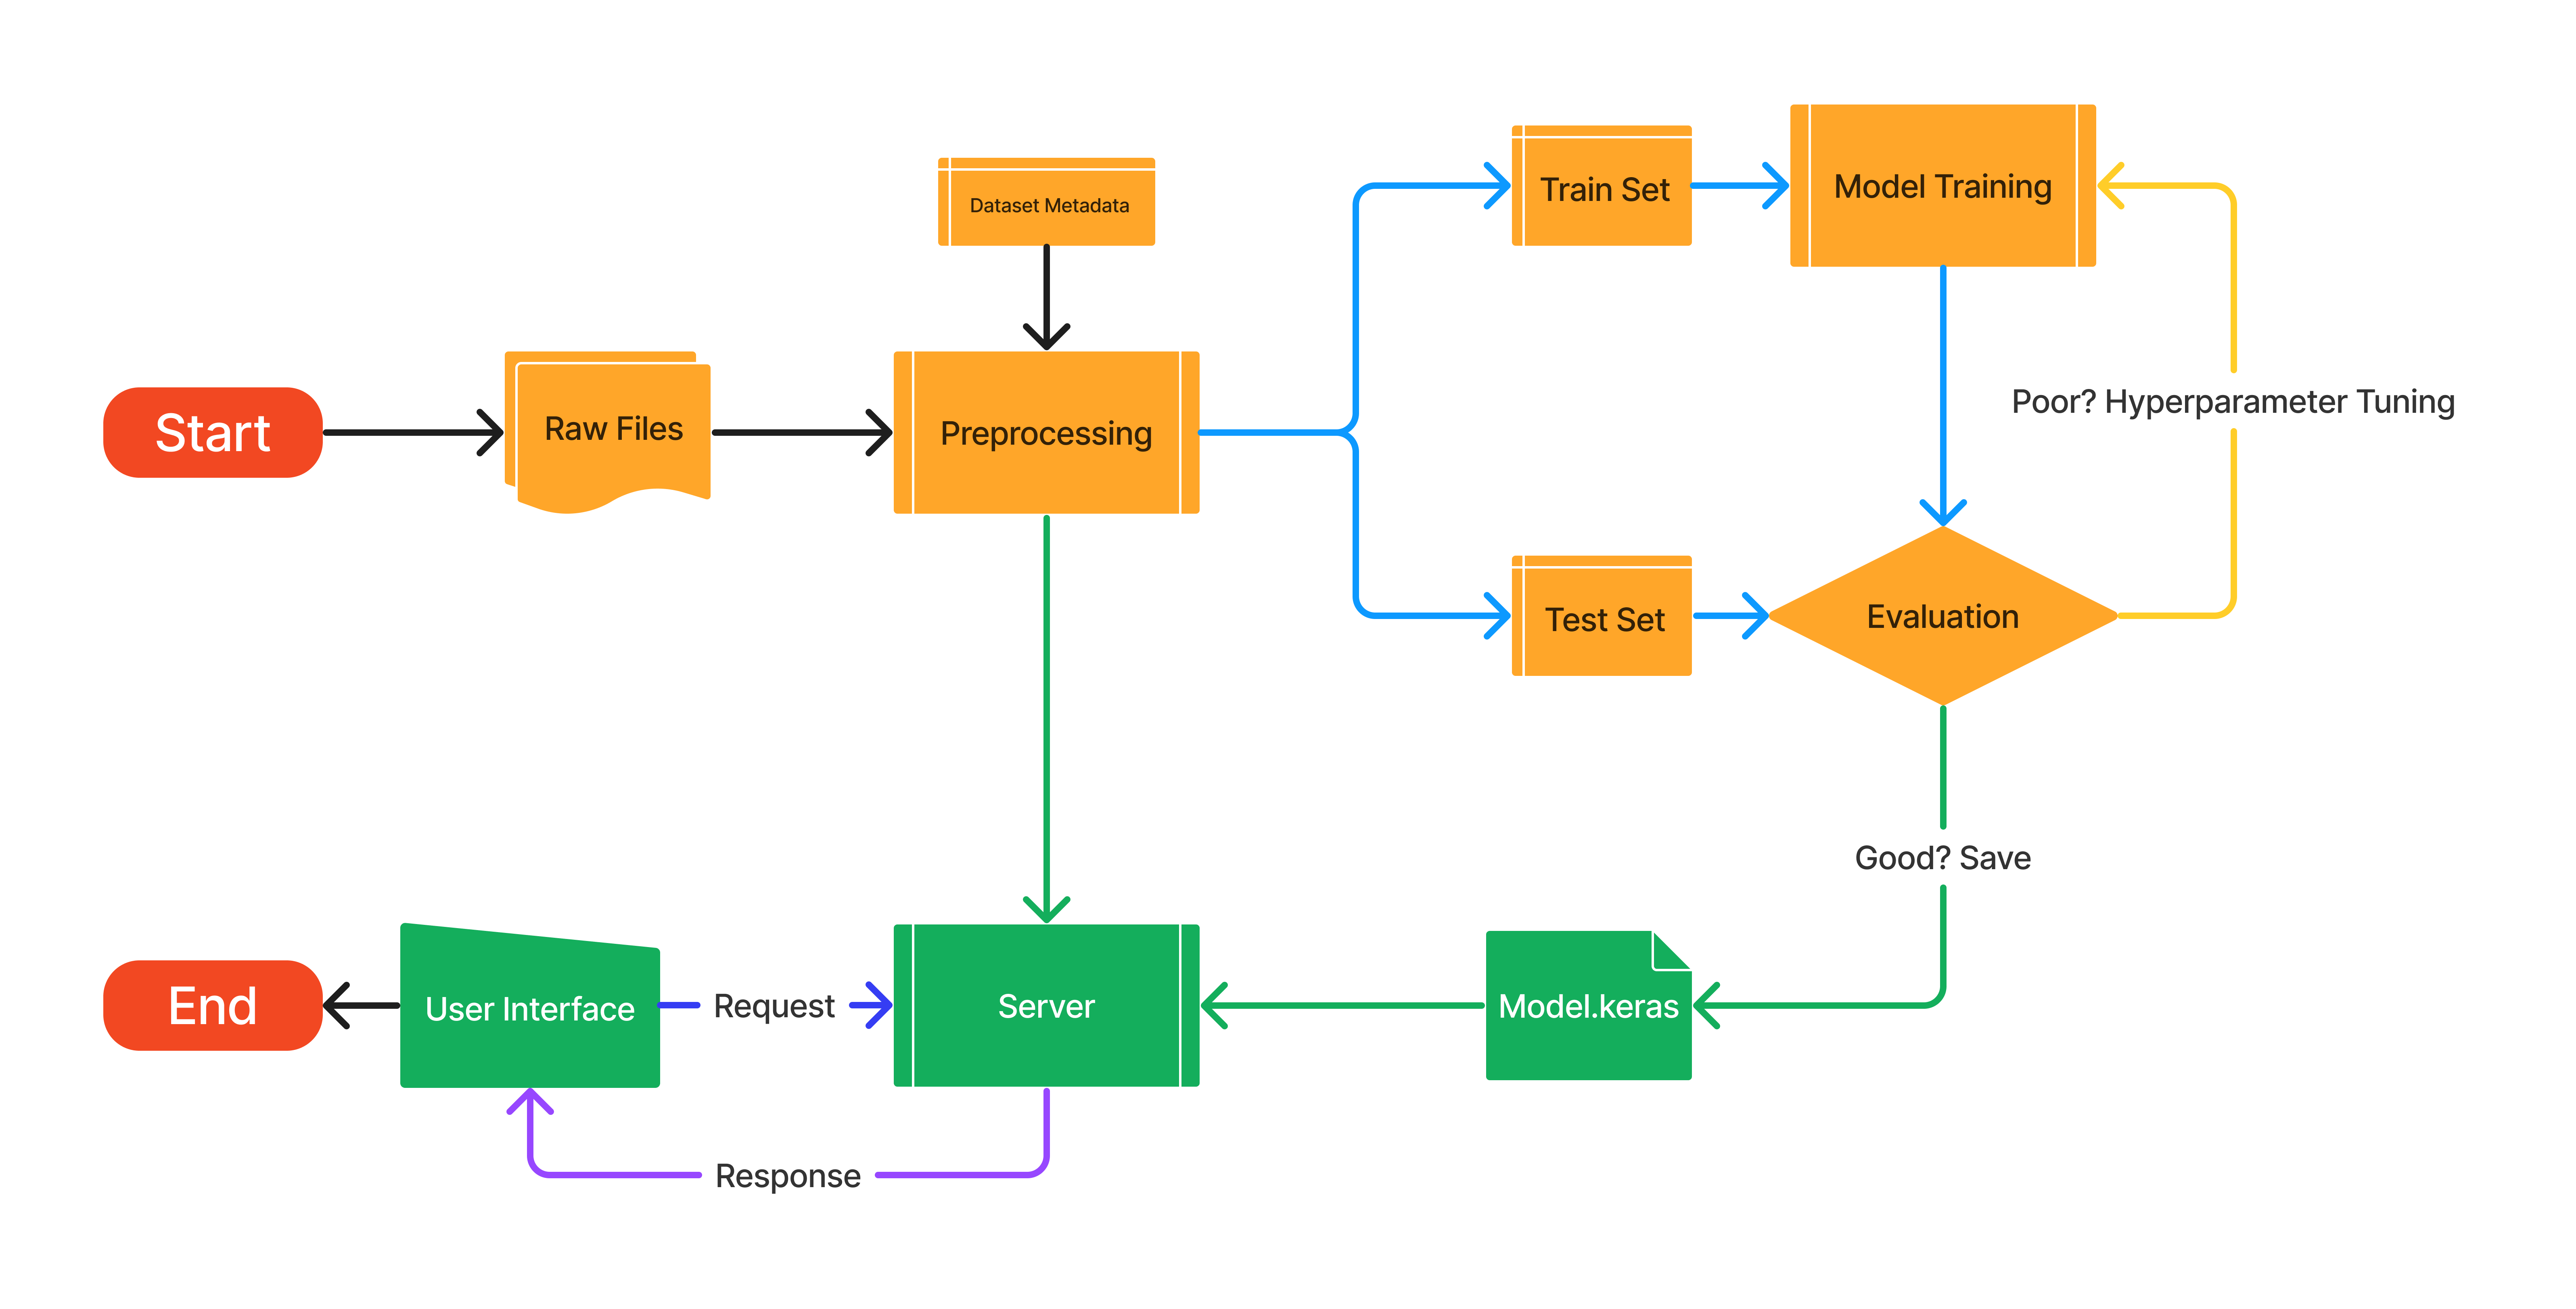 Dataset Metadata
Train Set
Model Training
Start
Raw Files
Preprocessing
Poor? Hyperparameter Tuning
Test Set
Evaluation
Good? Save
End
User Interface
Request
Server
Model.keras
Response